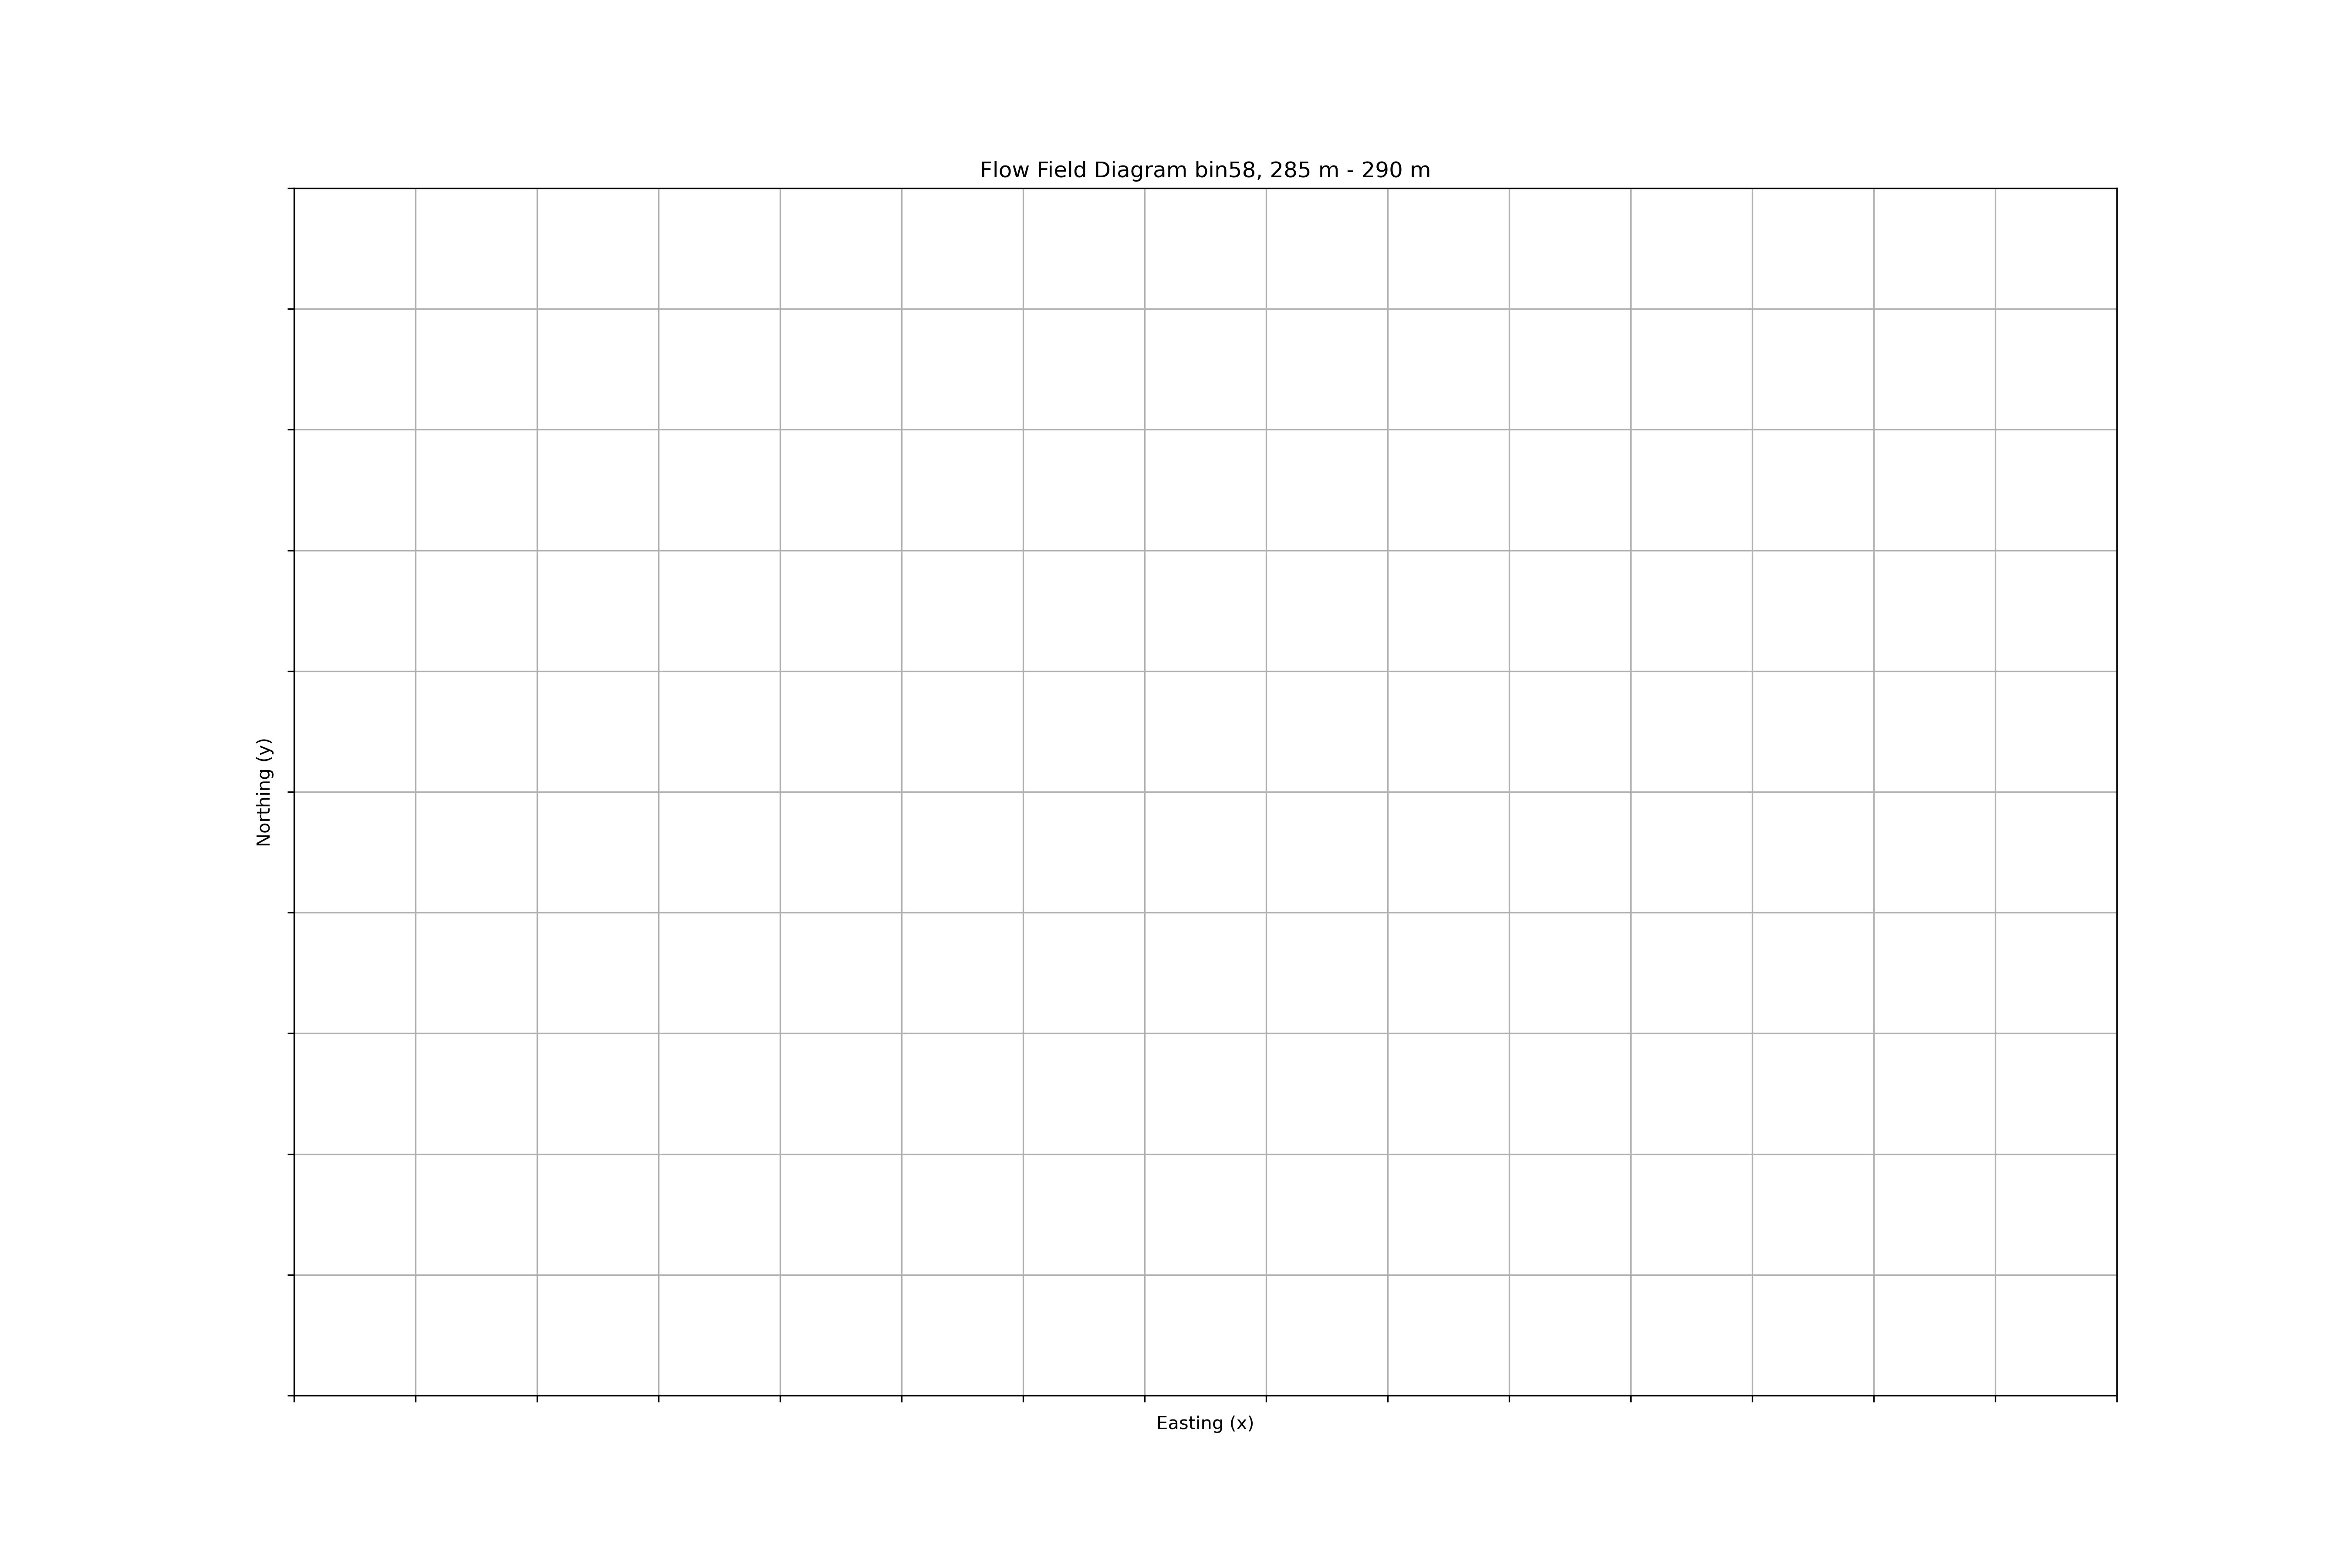 Flow Field Diagram bin58, 285 m - 290 m
Northing (y)
Easting (x)